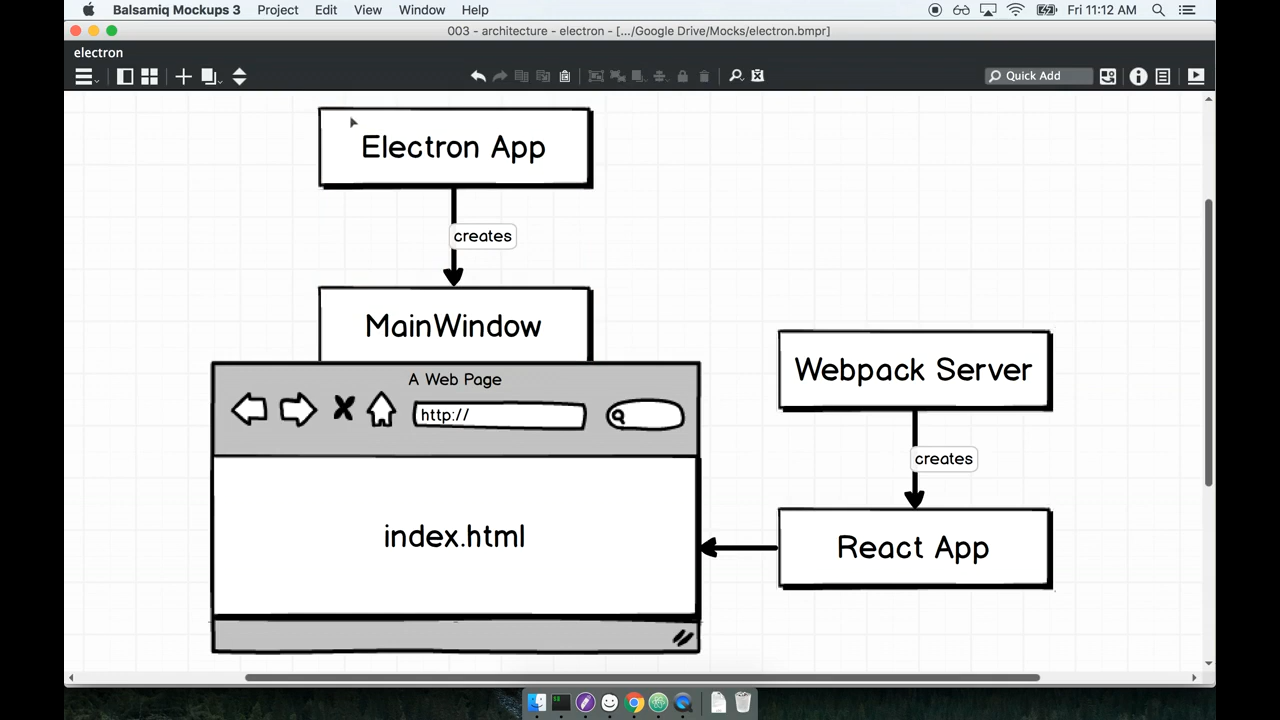 Balsamiq Mockups 3 Project Edit View Window Help Fri 11:12 AM
003 - architecture - electron - [.../Google Drive/Mocks/electron.bmpr]
electron
Quick Add
Electron App
creates
MainWindow
A Web Page
http://
index.html
Webpack Server
creates
React App